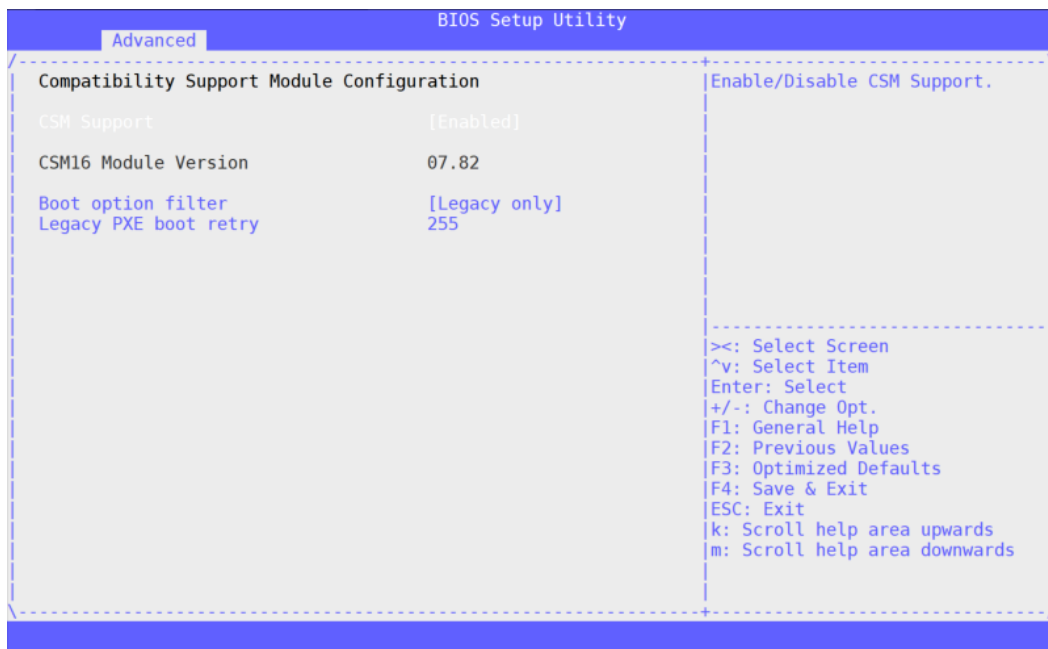 BIOS Setup Utility
Advanced
Compatibility Support Module Configuration
CSM Support [Enabled]
CSM16 Module Version 07.82
Boot option filter [Legacy only]
Legacy PXE boot retry 255
Enable/Disable CSM Support.
><: Select Screen
^v: Select Item
Enter: Select
+/-: Change Opt.
F1: General Help
F2: Previous Values
F3: Optimized Defaults
F4: Save & Exit
ESC: Exit
k: Scroll help area upwards
m: Scroll help area downwards